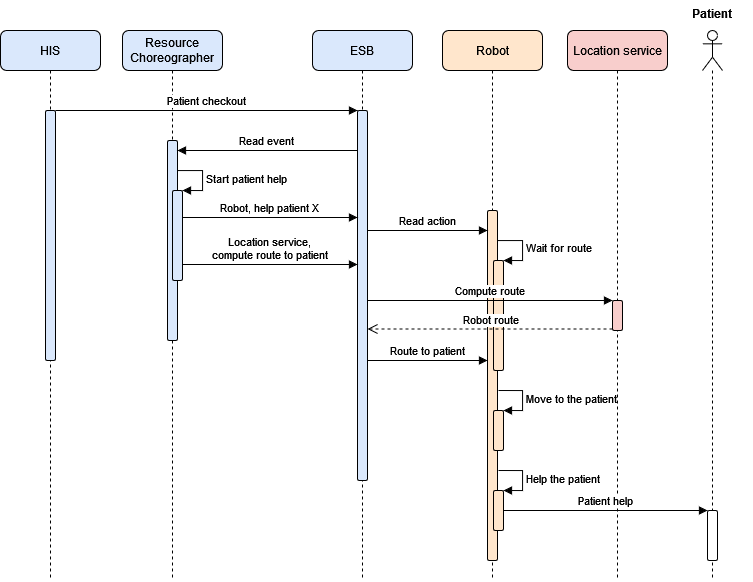 Patient
HIS
Resource
Choreographer
ESB
Robot
Location service
Patient checkout
Read event
Start patient help
Robot, help patient X
Read action
Location service,
compute route to patient
Wait for route
Compute route
Robot route
Route to patient
Move to the patient
Help the patient
Patient help